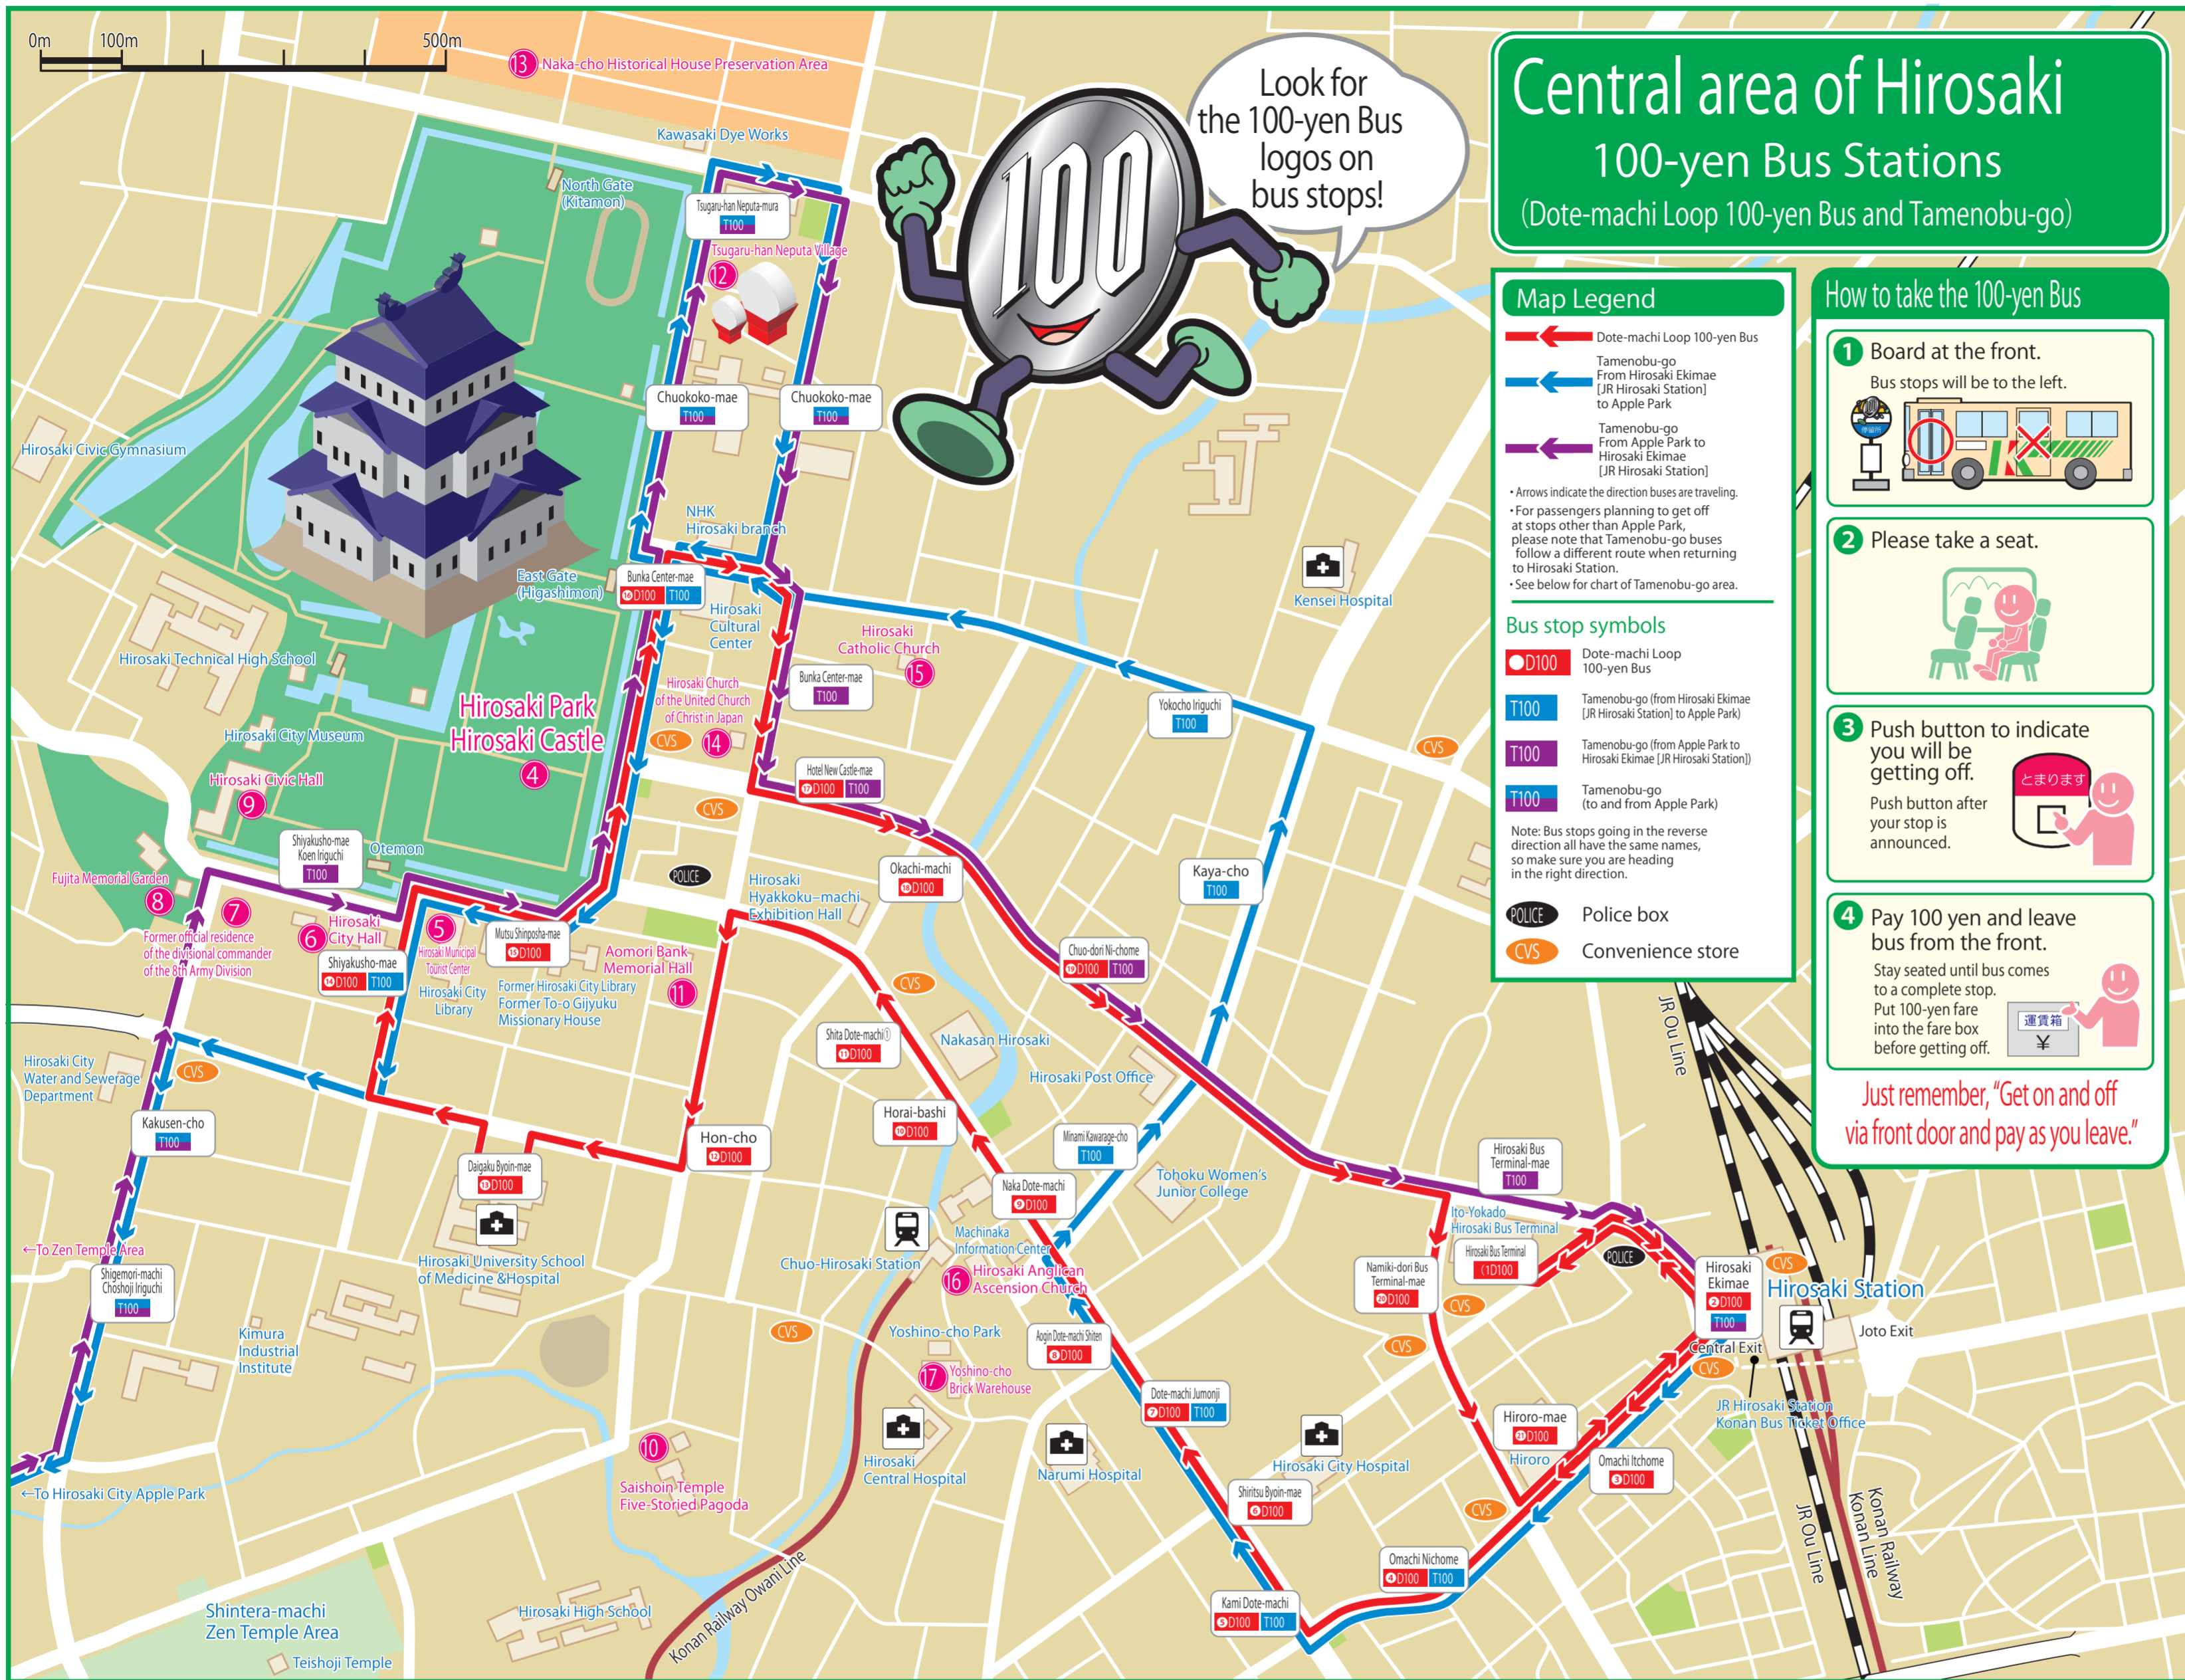 0m 100m 500m
13 Naka-cho Historical House Preservation Area
Kawasaki Dye Works
North Gate
(Kitamon)
Tsugaru-han Neputa-mura
T100
Tsugaru-han Neputa Village
12
100
Look for
the 100-yen Bus
logos on
bus stops!
Central area of Hirosaki
100-yen Bus Stations
(Dote-machi Loop 100-yen Bus and Tamenobu-go)
Map Legend
Dote-machi Loop 100-yen Bus
Tamenobu-go
From Hirosaki Ekimae
[JR Hirosaki Station]
to Apple Park
Tamenobu-go
From Apple Park to
Hirosaki Ekimae
[JR Hirosaki Station]
・Arrows indicate the direction buses are traveling.
・For passengers planning to get off
at stops other than Apple Park,
please note that Tamenobu-go buses
follow a different route when returning
to Hirosaki Station.
・See below for chart of Tamenobu-go area.
Bus stop symbols
D100
Dote-machi Loop
100-yen Bus
T100
Tamenobu-go (from Hirosaki Ekimae
[JR Hirosaki Station] to Apple Park)
T100
Tamenobu-go (from Apple Park to
Hirosaki Ekimae [JR Hirosaki Station])
T100
Tamenobu-go
(to and from Apple Park)
Note: Bus stops going in the reverse
direction all have the same names,
so make sure you are heading
in the right direction.
POLICE Police box
CVS Convenience store
How to take the 100-yen Bus
1 Board at the front.
Bus stops will be to the left.
停留所
2 Please take a seat.
3 Push button to indicate
you will be
getting off.
Push button after
your stop is
announced.
とまります
4 Pay 100 yen and leave
bus from the front.
Stay seated until bus comes
to a complete stop.
Put 100-yen fare
into the fare box
before getting off.
運賃箱
¥
Just remember, "Get on and off
via front door and pay as you leave."
Chuokoko-mae
T100
Chuokoko-mae
T100
Hirosaki Civic Gymnasium
NHK
Hirosaki branch
East Gate
(Higashimon)
Bunka Center-mae
16 D100 T100
Hirosaki
Cultural
Center
Kensei Hospital
Hirosaki
Catholic Church
15
Hirosaki Technical High School
Bunka Center-mae
T100
Hirosaki Church
of the United Church
of Christ in Japan
14
CVS
Yokocho Iriguchi
T100
CVS
Hirosaki Park
Hirosaki Castle
4
Hirosaki City Museum
Hirosaki Civic Hall
9
Hotel New Castle-mae
17 D100 T100
CVS
Shiyakusho-mae
Koen Iriguchi
T100
Otemon
Fujita Memorial Garden
8
7
Former official residence
of the divisional commander
of the 8th Army Division
6
Hirosaki
City Hall
5
Hirosaki Municipal
Tourist Center
Shiyakusho-mae
14 D100 T100
Hirosaki City
Library
Mutsu Shinposha-mae
15 D100
Former Hirosaki City Library
Former To-o Gijyuku
Missionary House
Aomori Bank
Memorial Hall
11
POLICE
Hirosaki
Hyakkoku–machi
Exhibition Hall
Okachi-machi
18 D100
Kaya-cho
T100
Chuo-dori Ni-chome
19 D100 T100
CVS
Shita Dote-machi①
11 D100
Nakasan Hirosaki
Hirosaki Post Office
JR Ou Line
Hirosaki City
Water and Sewerage
Department
CVS
Kakusen-cho
T100
Horai-bashi
10 D100
Minami Kawarage-cho
T100
Hon-cho
12 D100
Daigaku Byoin-mae
13 D100
Hirosaki University School
of Medicine &Hospital
Naka Dote-machi
9 D100
Tohoku Women's
Junior College
Hirosaki Bus
Terminal-mae
T100
Ito-Yokado
Hirosaki Bus Terminal
Hirosaki Bus Terminal
(1D100
POLICE
←To Zen Temple Area
Shigemori-machi
Choshoji Iriguchi
T100
Chuo-Hirosaki Station
Machinaka
Information Center
16
Hirosaki Anglican
Ascension Church
Namiki-dori Bus
Terminal-mae
20 D100
CVS
Hirosaki
Ekimae
2 D100
T100
CVS
Hirosaki Station
Joto Exit
Central Exit
CVS
JR Hirosaki Station
Konan Bus Ticket Office
Kimura
Industrial
Institute
CVS
Yoshino-cho Park
17
Yoshino-cho
Brick Warehouse
Aogin Dote-machi Shiten
8 D100
CVS
Dote-machi Jumonji
7 D100 T100
Hiroro-mae
21 D100
Hiroro
Omachi Itchome
3 D100
10
Saishoin Temple
Five-Storied Pagoda
Hirosaki
Central Hospital
Narumi Hospital
Hirosaki City Hospital
Shiritsu Byoin-mae
6 D100
CVS
←To Hirosaki City Apple Park
Omachi Nichome
4 D100 T100
Kami Dote-machi
5 D100 T100
JR Ou Line
Konan Railway
Konan Line
Konan Railway Owani Line
Hirosaki High School
Shintera-machi
Zen Temple Area
Teishoji Temple